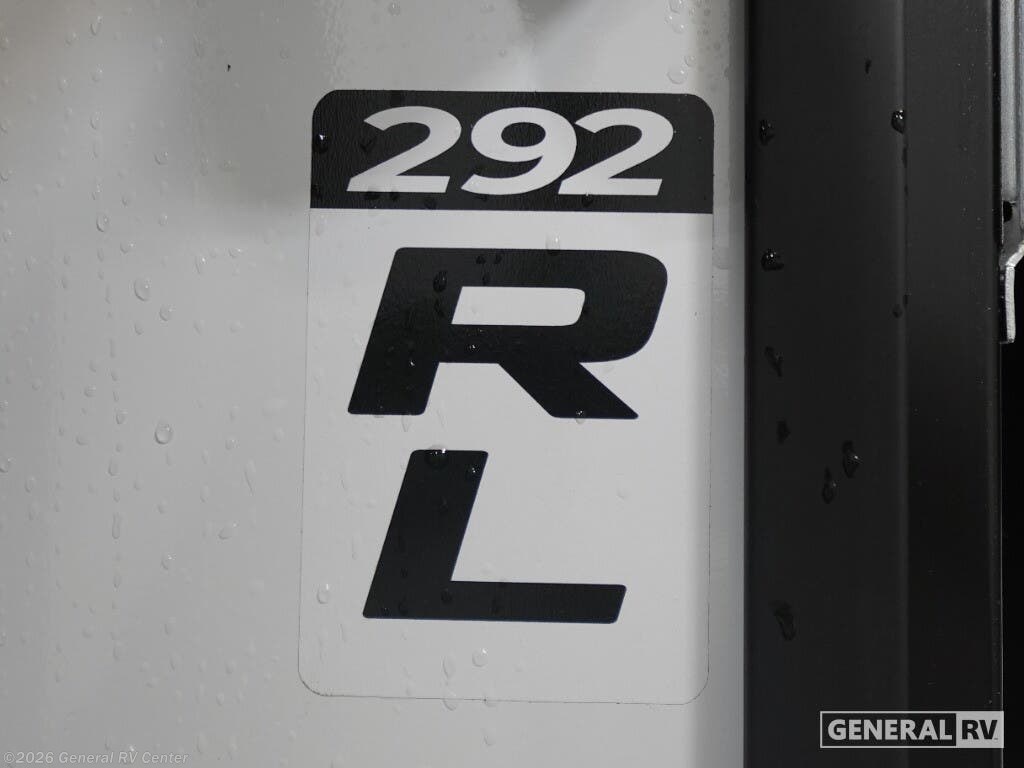 292
R
L
GENERAL RV
©2026 General RV Center